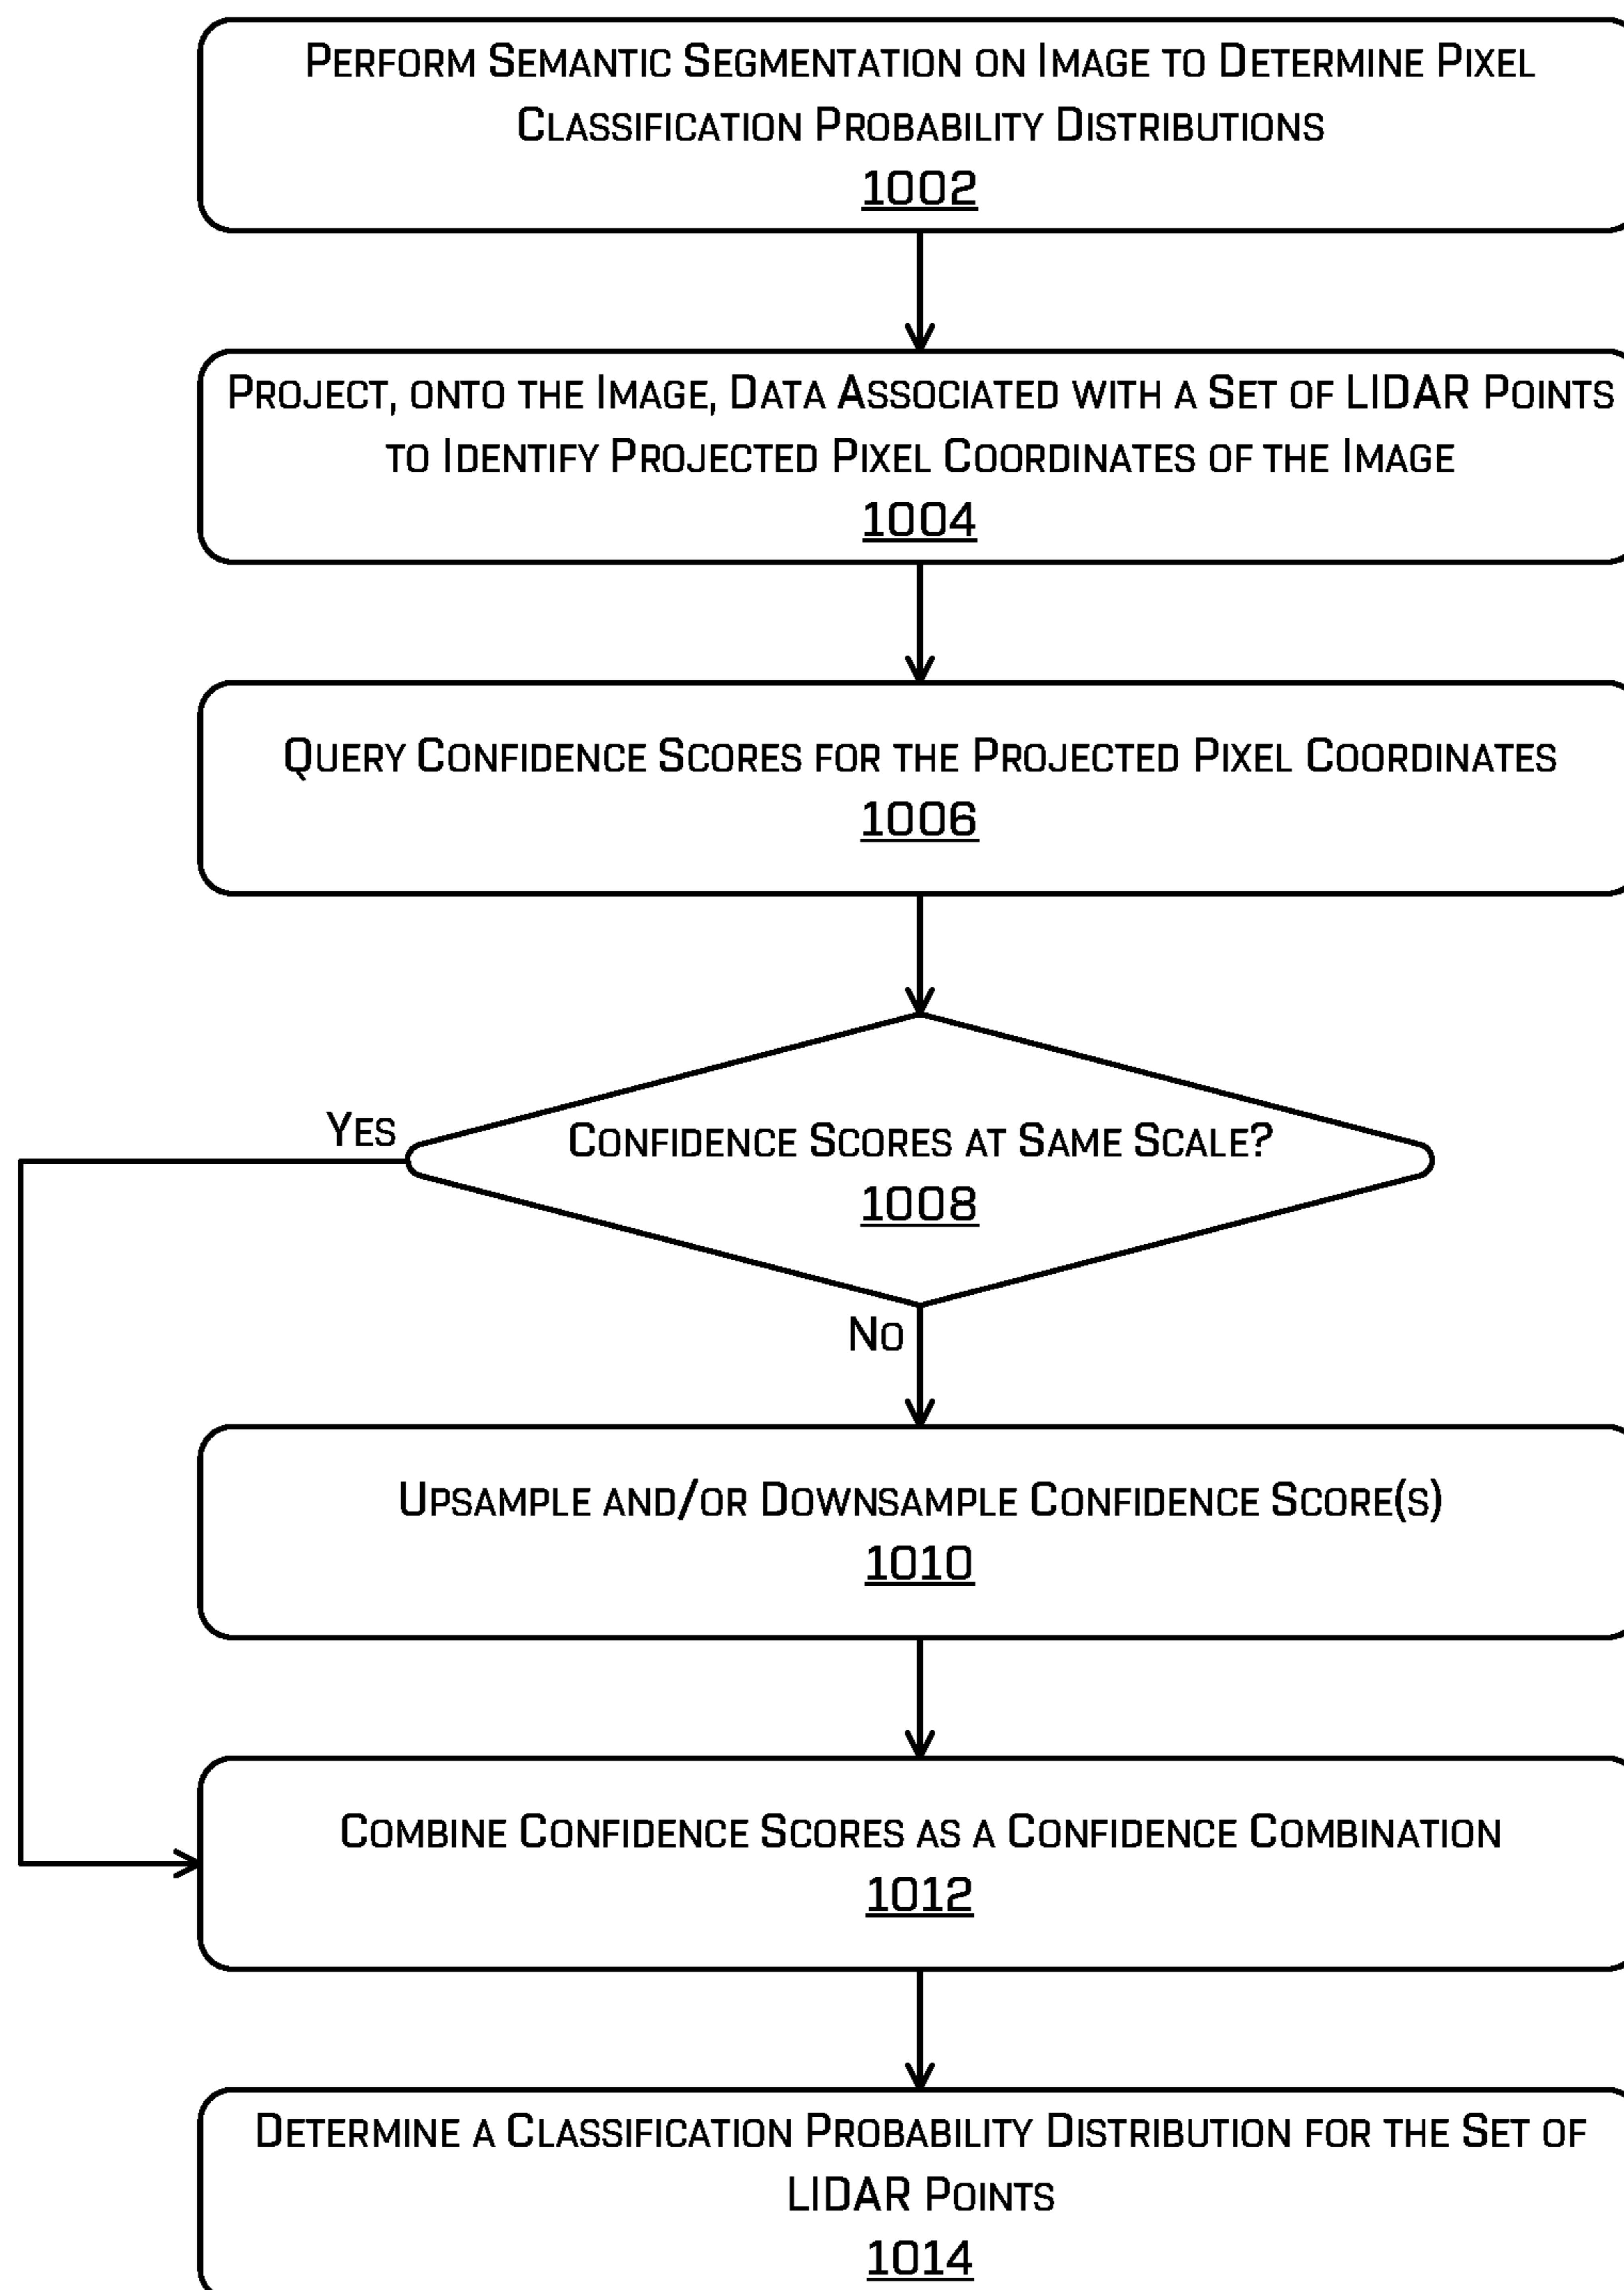 Perform Semantic Segmentation on Image to Determine Pixel
Classification Probability Distributions
1002
Project, onto the Image, Data Associated with a Set of LIDAR Points
to Identify Projected Pixel Coordinates of the Image
1004
Query Confidence Scores for the Projected Pixel Coordinates
1006
Yes
Confidence Scores at Same Scale?
1008
No
Upsample and/or Downsample Confidence Score(s)
1010
Combine Confidence Scores as a Confidence Combination
1012
Determine a Classification Probability Distribution for the Set of
LIDAR Points
1014